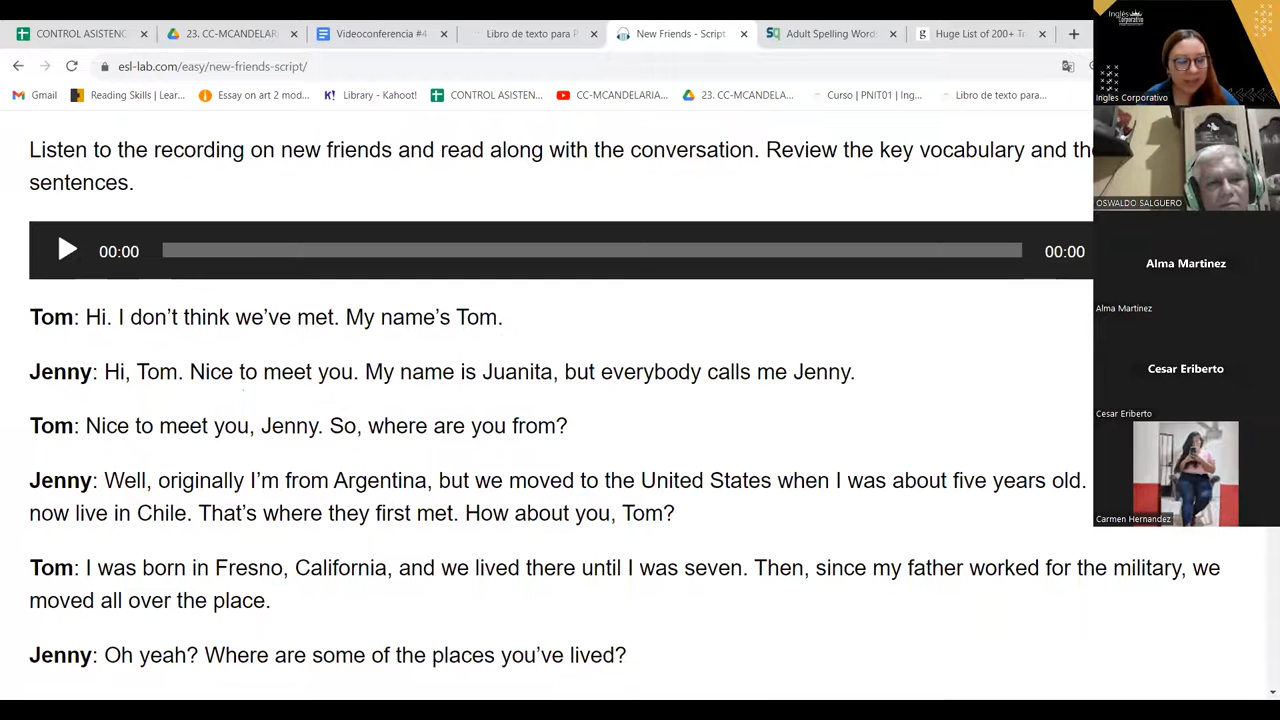 CONTROL ASISTENC
23. CC-MCANDELARI
Videoconferencia #4
Libro de texto para P
New Friends - Script
Adult Spelling Words
Huge List of 200+ T
esl-lab.com/easy/new-friends-script/
Gmail
Reading Skills | Lear...
Essay on art 2 mod...
Library - Kahoot!
CONTROL ASISTEN...
CC-MCANDELARIA...
23. CC-MCANDELA...
Curso | PNIT01 | Ing...
Libro de texto para...
Listen to the recording on new friends and read along with the conversation. Review the key vocabulary and the
sentences.
00:00
00:00
Tom: Hi. I don’t think we’ve met. My name’s Tom.
Jenny: Hi, Tom. Nice to meet you. My name is Juanita, but everybody calls me Jenny.
Tom: Nice to meet you, Jenny. So, where are you from?
Jenny: Well, originally I’m from Argentina, but we moved to the United States when I was about five years old.
now live in Chile. That’s where they first met. How about you, Tom?
Tom: I was born in Fresno, California, and we lived there until I was seven. Then, since my father worked for the military, we
moved all over the place.
Jenny: Oh yeah? Where are some of the places you’ve lived?
Inglés
Corporativo
Ingles Corporativo
OSWALDO SALGUERO
Alma Martinez
Alma Martinez
Cesar Eriberto
Cesar Eriberto
Carmen Hernandez